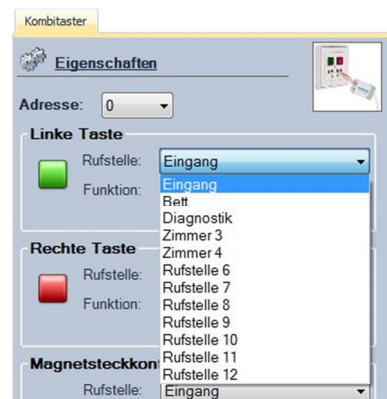 Kombitaster
Eigenschaften
Adresse: 0
Linke Taste
Rufstelle: Eingang
Funktion:
Eingang
Bett
Diagnostik
Zimmer 3
Zimmer 4
Rufstelle 6
Rufstelle 7
Rufstelle 8
Rufstelle 9
Rufstelle 10
Rufstelle 11
Rufstelle 12
Rechte Taste
Rufstelle:
Funktion:
Magnetsteckkon
Rufstelle: Eingang